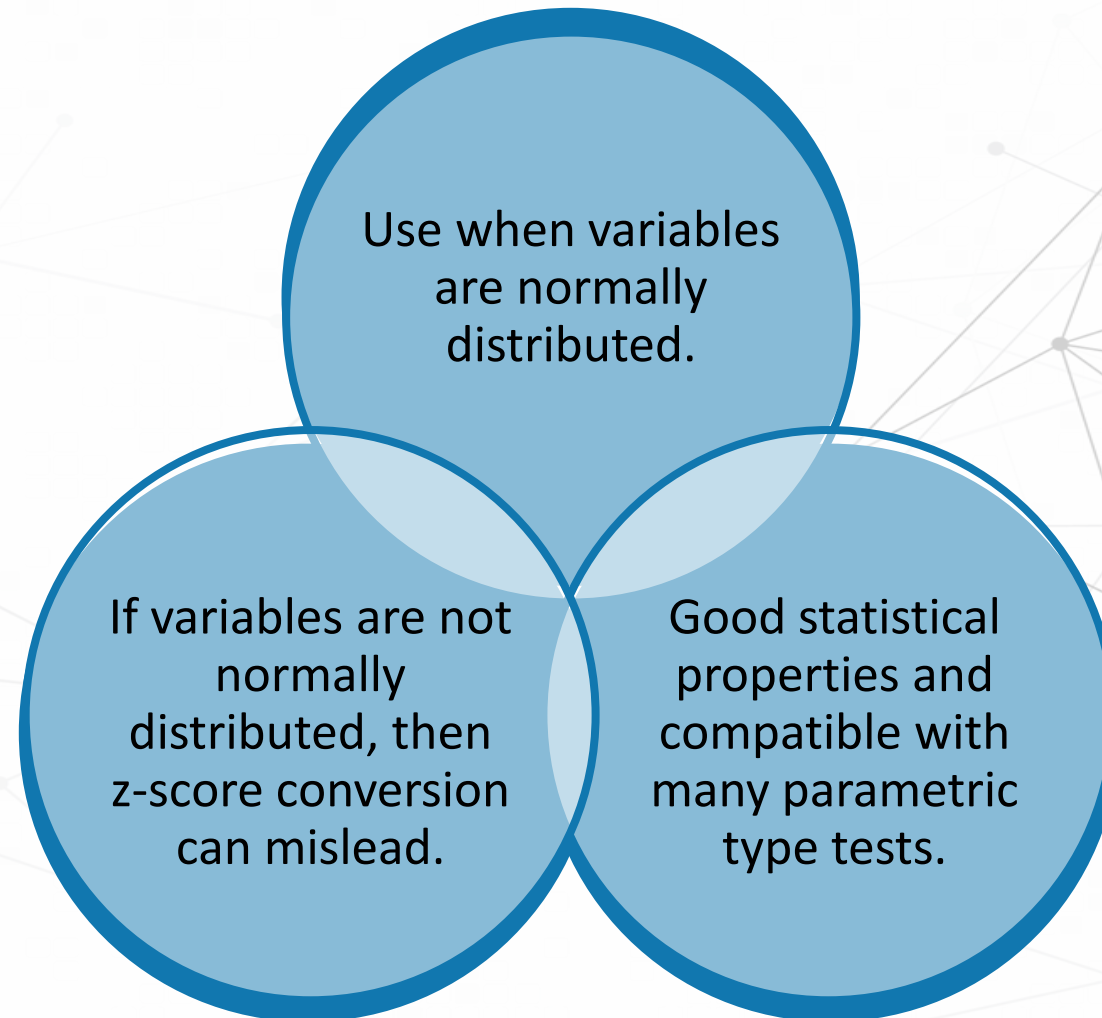 Use when variables
are normally
distributed.
If variables are not
normally
distributed, then
z-score conversion
can mislead.
Good statistical
properties and
compatible with
many parametric
type tests.